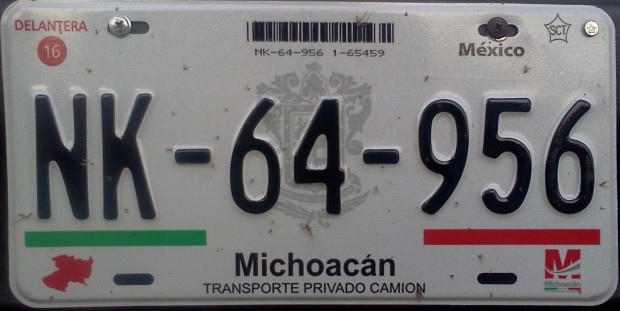 DELANTERA
16
NK-64-956 1-65459
México
SCT
NK-64-956
Michoacán
TRANSPORTE PRIVADO CAMION
M
Michoacán